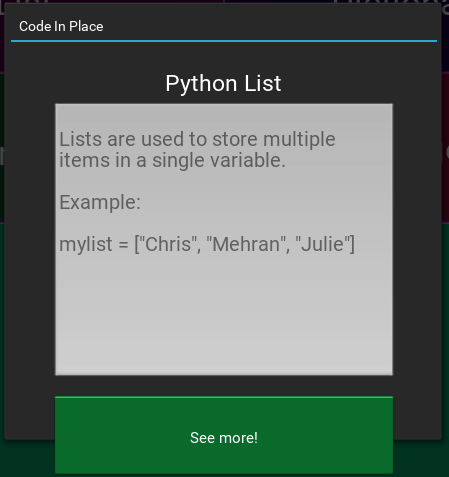 Code In Place
Python List
Lists are used to store multiple
items in a single variable.
Example:
mylist = ["Chris", "Mehran", "Julie"]
See more!